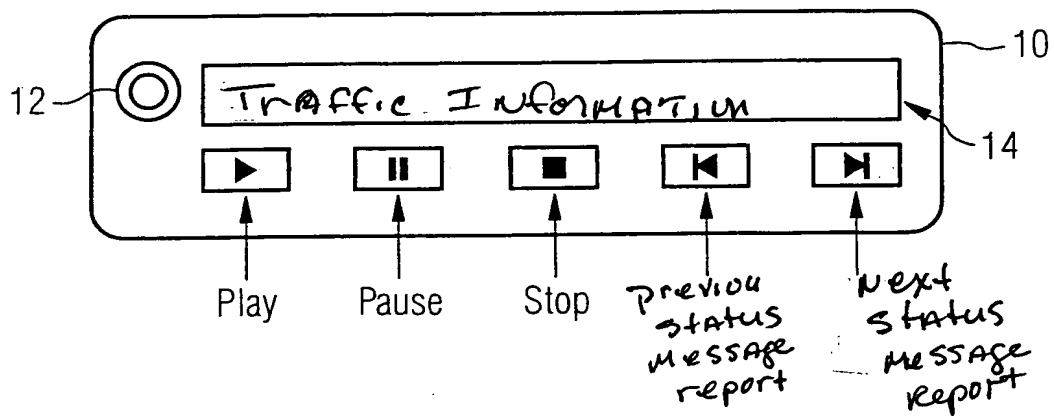 10
12
Traffic Information
14
Play
Pause
Stop
previou
status
message
report
Next
status
message
report